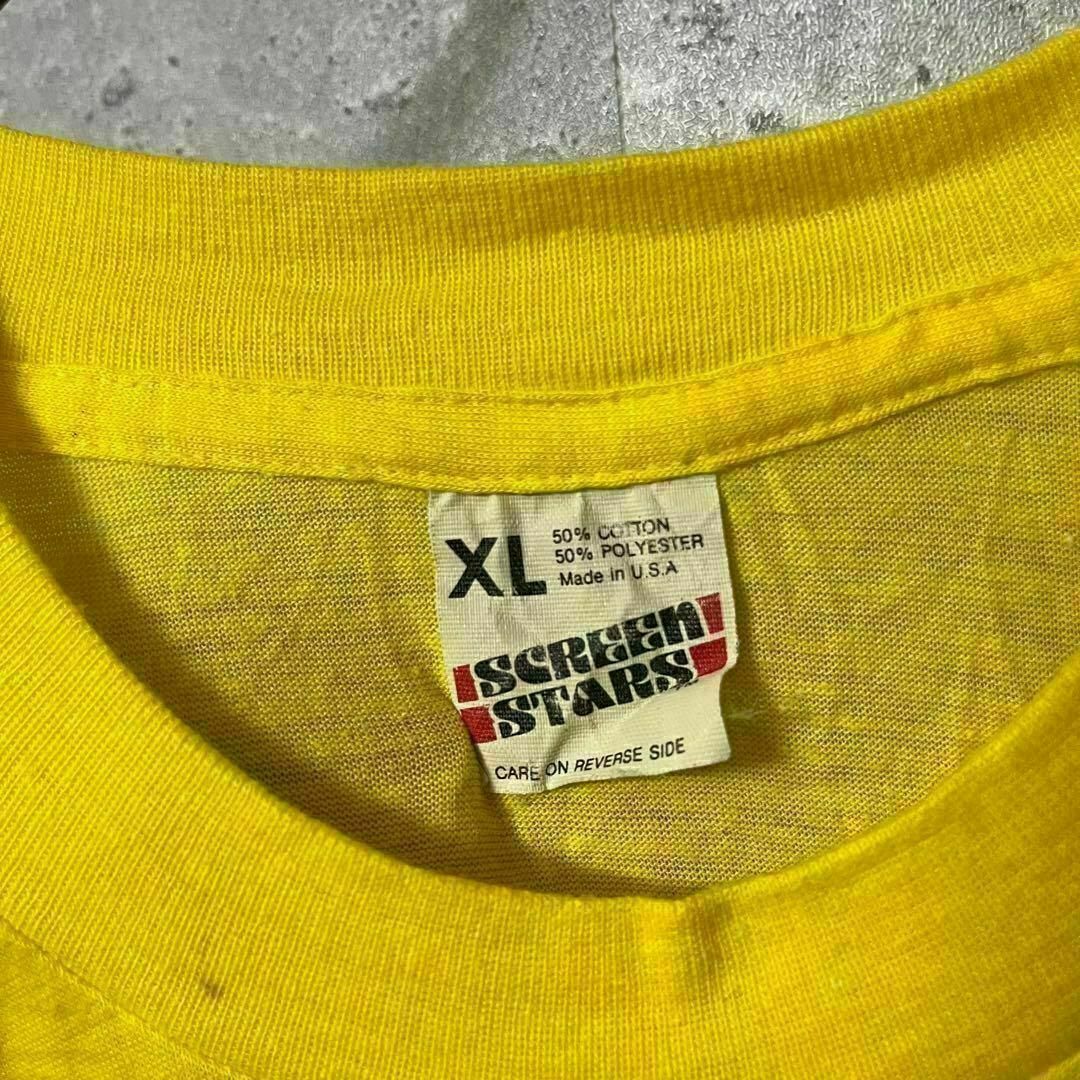 XL
50% COTTON
50% POLYESTER
Made in U.S.A
SCREEN
STARS
CARE ON REVERSE SIDE